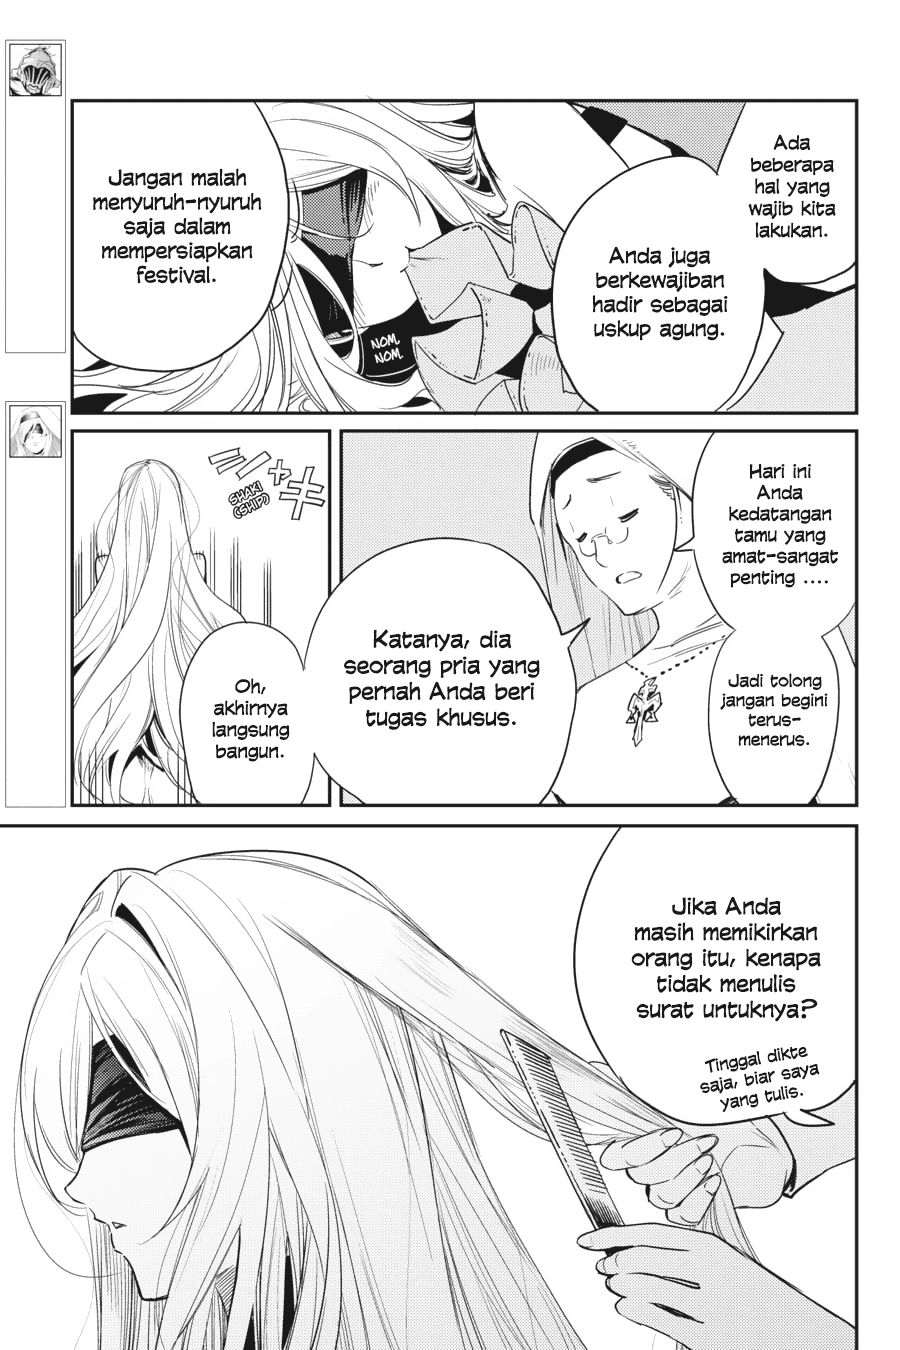 Ada
beberapa
hal yang
wajib kita
lakukan.
Anda juga
berkewajiban
hadir sebagai
uskup agung.
NOM,
NOM.
Jangan malah
menyuruh-nyuruh
saja dalam
mempersiapkan
festival.
Hari ini
Anda
kedatangan
tamu yang
amat-sangat
penting ....
Jadi tolong
jangan begini
terus-
menerus.
Katanya, dia
seorang pria yang
pernah Anda beri
tugas khusus.
シャキ
SHAKI
(SHIP)
Oh,
akhirnya
langsung
bangun.
Jika Anda
masih memikirkan
orang itu, kenapa
tidak menulis
surat untuknya?
Tinggal dikte
saja, biar saya
yang tulis.